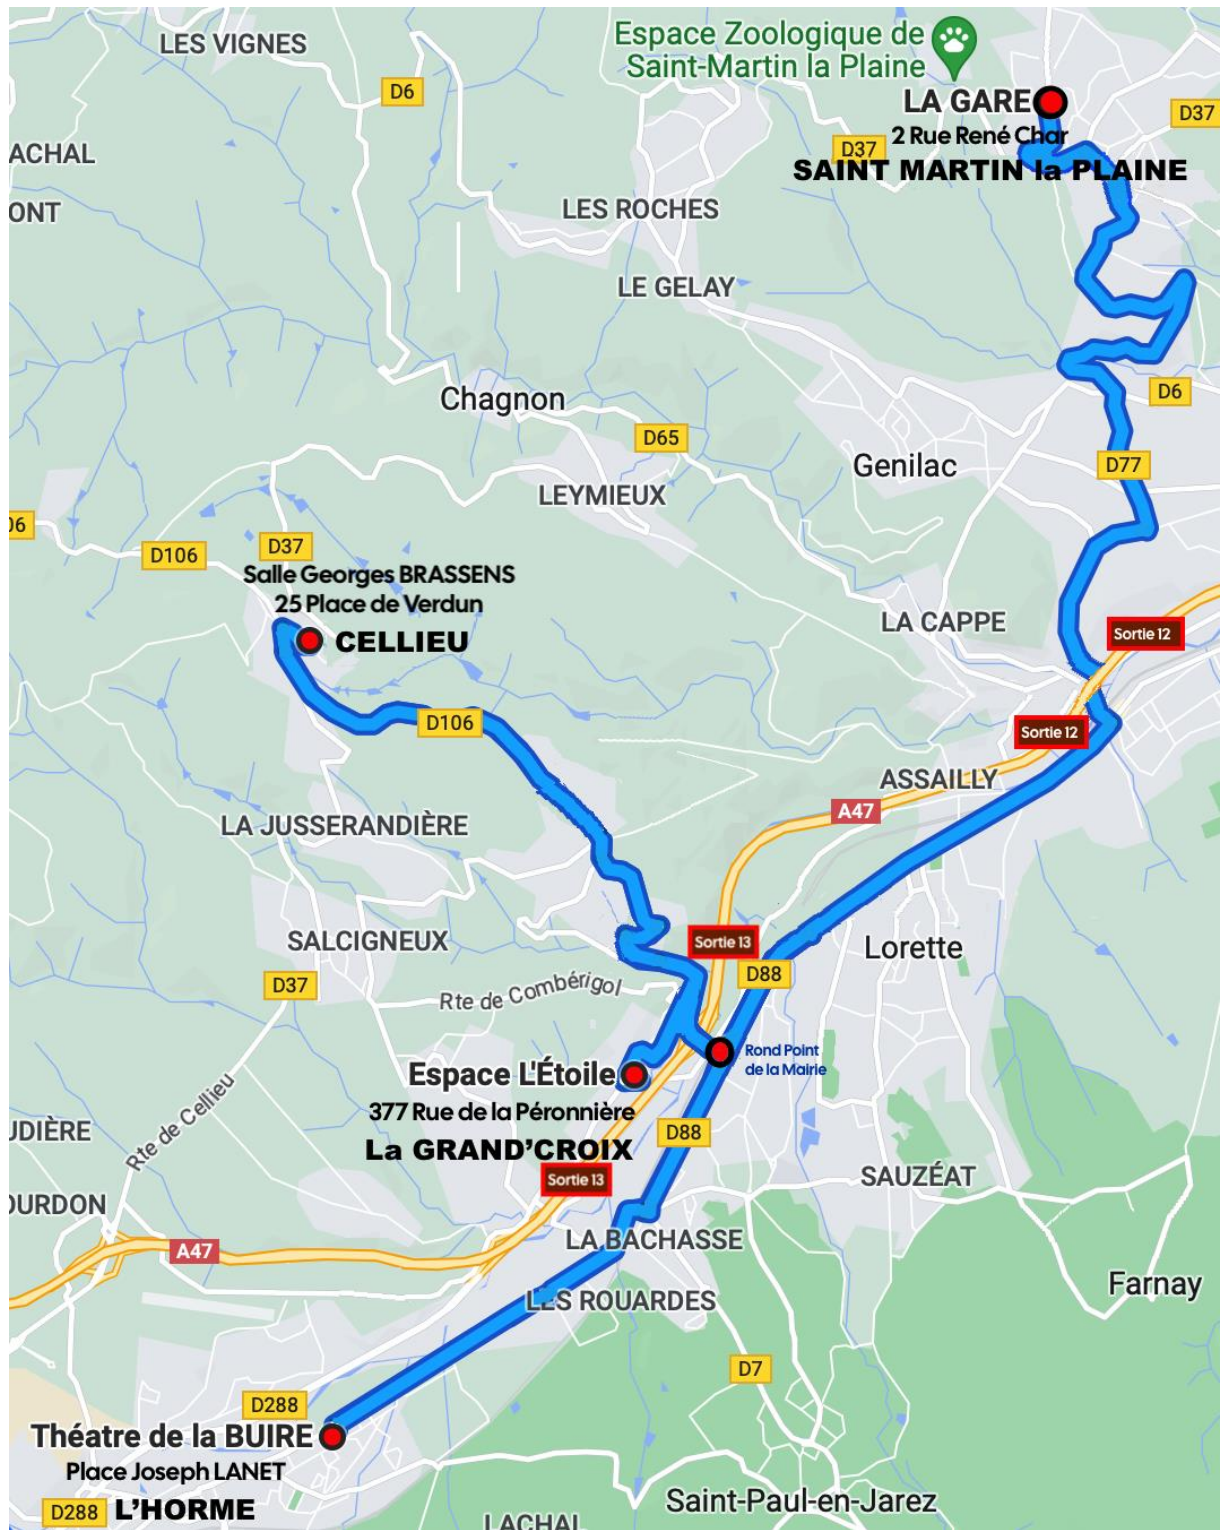 LES VIGNES
Espace Zoologique de
Saint-Martin la Plaine
D6
LA GARE
D37
2 Rue René Char
D37
ACHAL
SAINT MARTIN la PLAINE
ONT
LES ROCHES
LE GELAY
Chagnon
D6
D65
Genilac
D77
LEYMIEUX
06
D106
D37
Salle Georges BRASSENS
25 Place de Verdun
CELLIEU
LA CAPPE
Sortie 12
D106
Sortie 12
ASSAILLY
A47
LA JUSSERANDIÈRE
SALCIGNEUX
Sortie 13
Lorette
D88
D37
Rte de Combérigol
Rond Point
de la Mairie
Espace L'Étoile
377 Rue de la Péronnière
La GRAND'CROIX
Rte de Cellieu
UDIÈRE
D88
Sortie 13
SAUZÉAT
OURDON
A47
LA BACHASSE
Farnay
LES ROUARDES
D7
D288
Théatre de la BUIRE
Place Joseph LANET
D288 L'HORME
Saint-Paul-en-Jarez
LACHAL